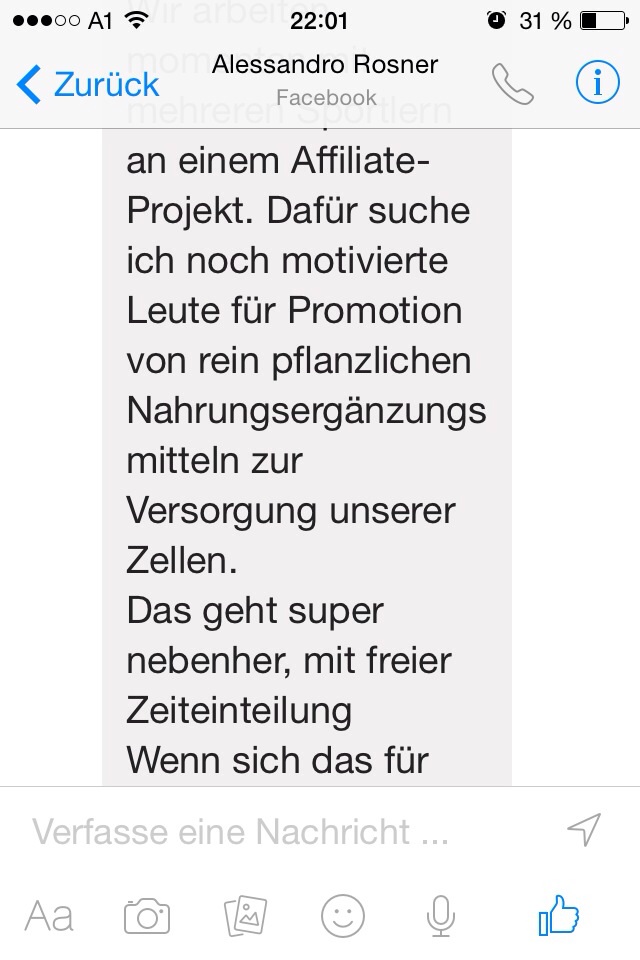 A1 22:01 31 %
Wir arbeiten
momentan mit
Zurück Alessandro Rosner
Facebook
mehreren Sportlern
an einem Affiliate-
Projekt. Dafür suche
ich noch motivierte
Leute für Promotion
von rein pflanzlichen
Nahrungsergänzungs
mitteln zur
Versorgung unserer
Zellen.
Das geht super
nebenher, mit freier
Zeiteinteilung
Wenn sich das für
Verfasse eine Nachricht ...
Aa